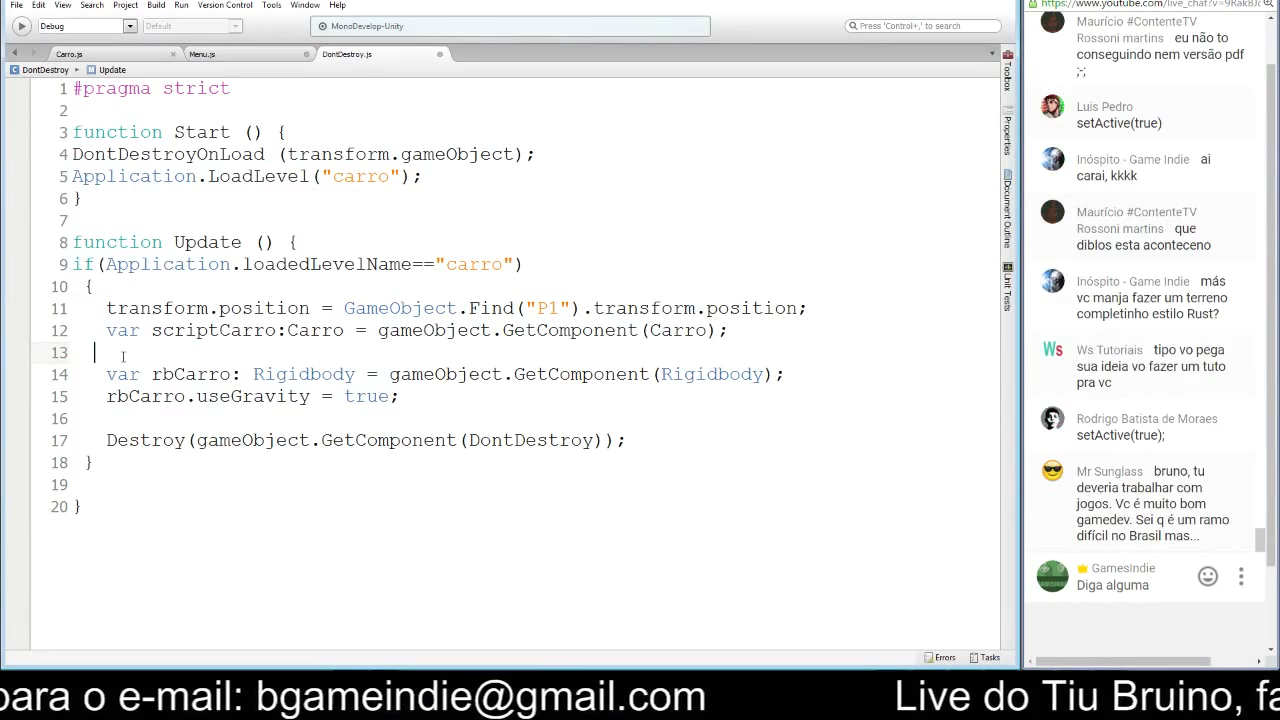 File Edit View Search Project Build Run Version Control Tools Window Help
https://www.youtube.com/live_chat?v=9RakBJ
Debug
Default
MonoDevelop-Unity
Press 'Control+,' to search
Carro.js
Menu.js
DontDestroy.js
DontDestroy
Update
1 #pragma strict
2
3 function Start () {
4 DontDestroyOnLoad (transform.gameObject);
5 Application.LoadLevel("carro");
6 }
7
8 function Update () {
9 if(Application.loadedLevelName=="carro")
10 {
11 transform.position = GameObject.Find("P1").transform.position;
12 var scriptCarro:Carro = gameObject.GetComponent(Carro);
13
14 var rbCarro: Rigidbody = gameObject.GetComponent(Rigidbody);
15 rbCarro.useGravity = true;
16
17 Destroy(gameObject.GetComponent(DontDestroy));
18 }
19
20 }
Toolbox
Properties
Document Outline
Unit Tests
Errors
Tasks
Maurício #ContenteTV
Rossoni martins eu não to
conseguindo nem versão pdf
;-;
Luis Pedro
setActive(true)
Inóspito - Game Indie ai
carai, kkkk
Maurício #ContenteTV
Rossoni martins que
diblos esta aconteceno
Inóspito - Game Indie más
vc manja fazer um terreno
completinho estilo Rust?
Ws Tutoriais tipo vo pega
sua ideia vo fazer um tuto
pra vc
Rodrigo Batista de Moraes
setActive(true);
Mr Sunglass bruno, tu
deveria trabalhar com
jogos. Vc é muito bom
gamedev. Sei q é um ramo
difícil no Brasil mas...
GamesIndie
Diga alguma
para o e-mail: bgameindie@gmail.com
Live do Tiu Bruino, fa